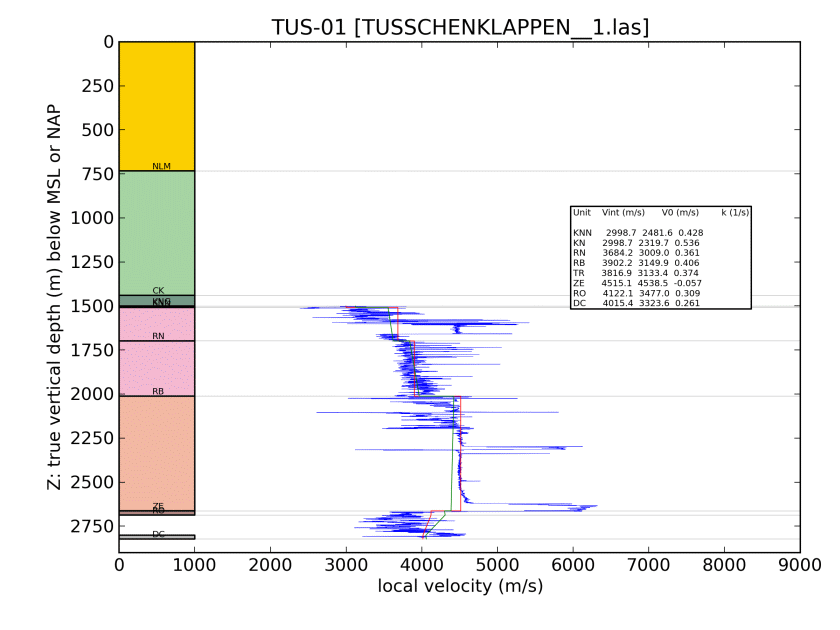 TUS-01 [TUSSCHENKLAPPEN__1.las]
Z: true vertical depth (m) below MSL or NAP
0
250
500
750
1000
1250
1500
1750
2000
2250
2500
2750
NLM
CK
RN
RB
ZE
RO
DC
Unit Vint (m/s) V0 (m/s) k (1/s)
KNN 2998.7 2481.6 0.428
KN 2998.7 2319.7 0.536
RN 3684.2 3009.0 0.361
RB 3902.2 3149.9 0.406
TR 3816.9 3133.4 0.374
ZE 4515.1 4538.5 -0.057
RO 4122.1 3477.0 0.309
DC 4015.4 3323.6 0.261
0 1000 2000 3000 4000 5000 6000 7000 8000 9000
local velocity (m/s)